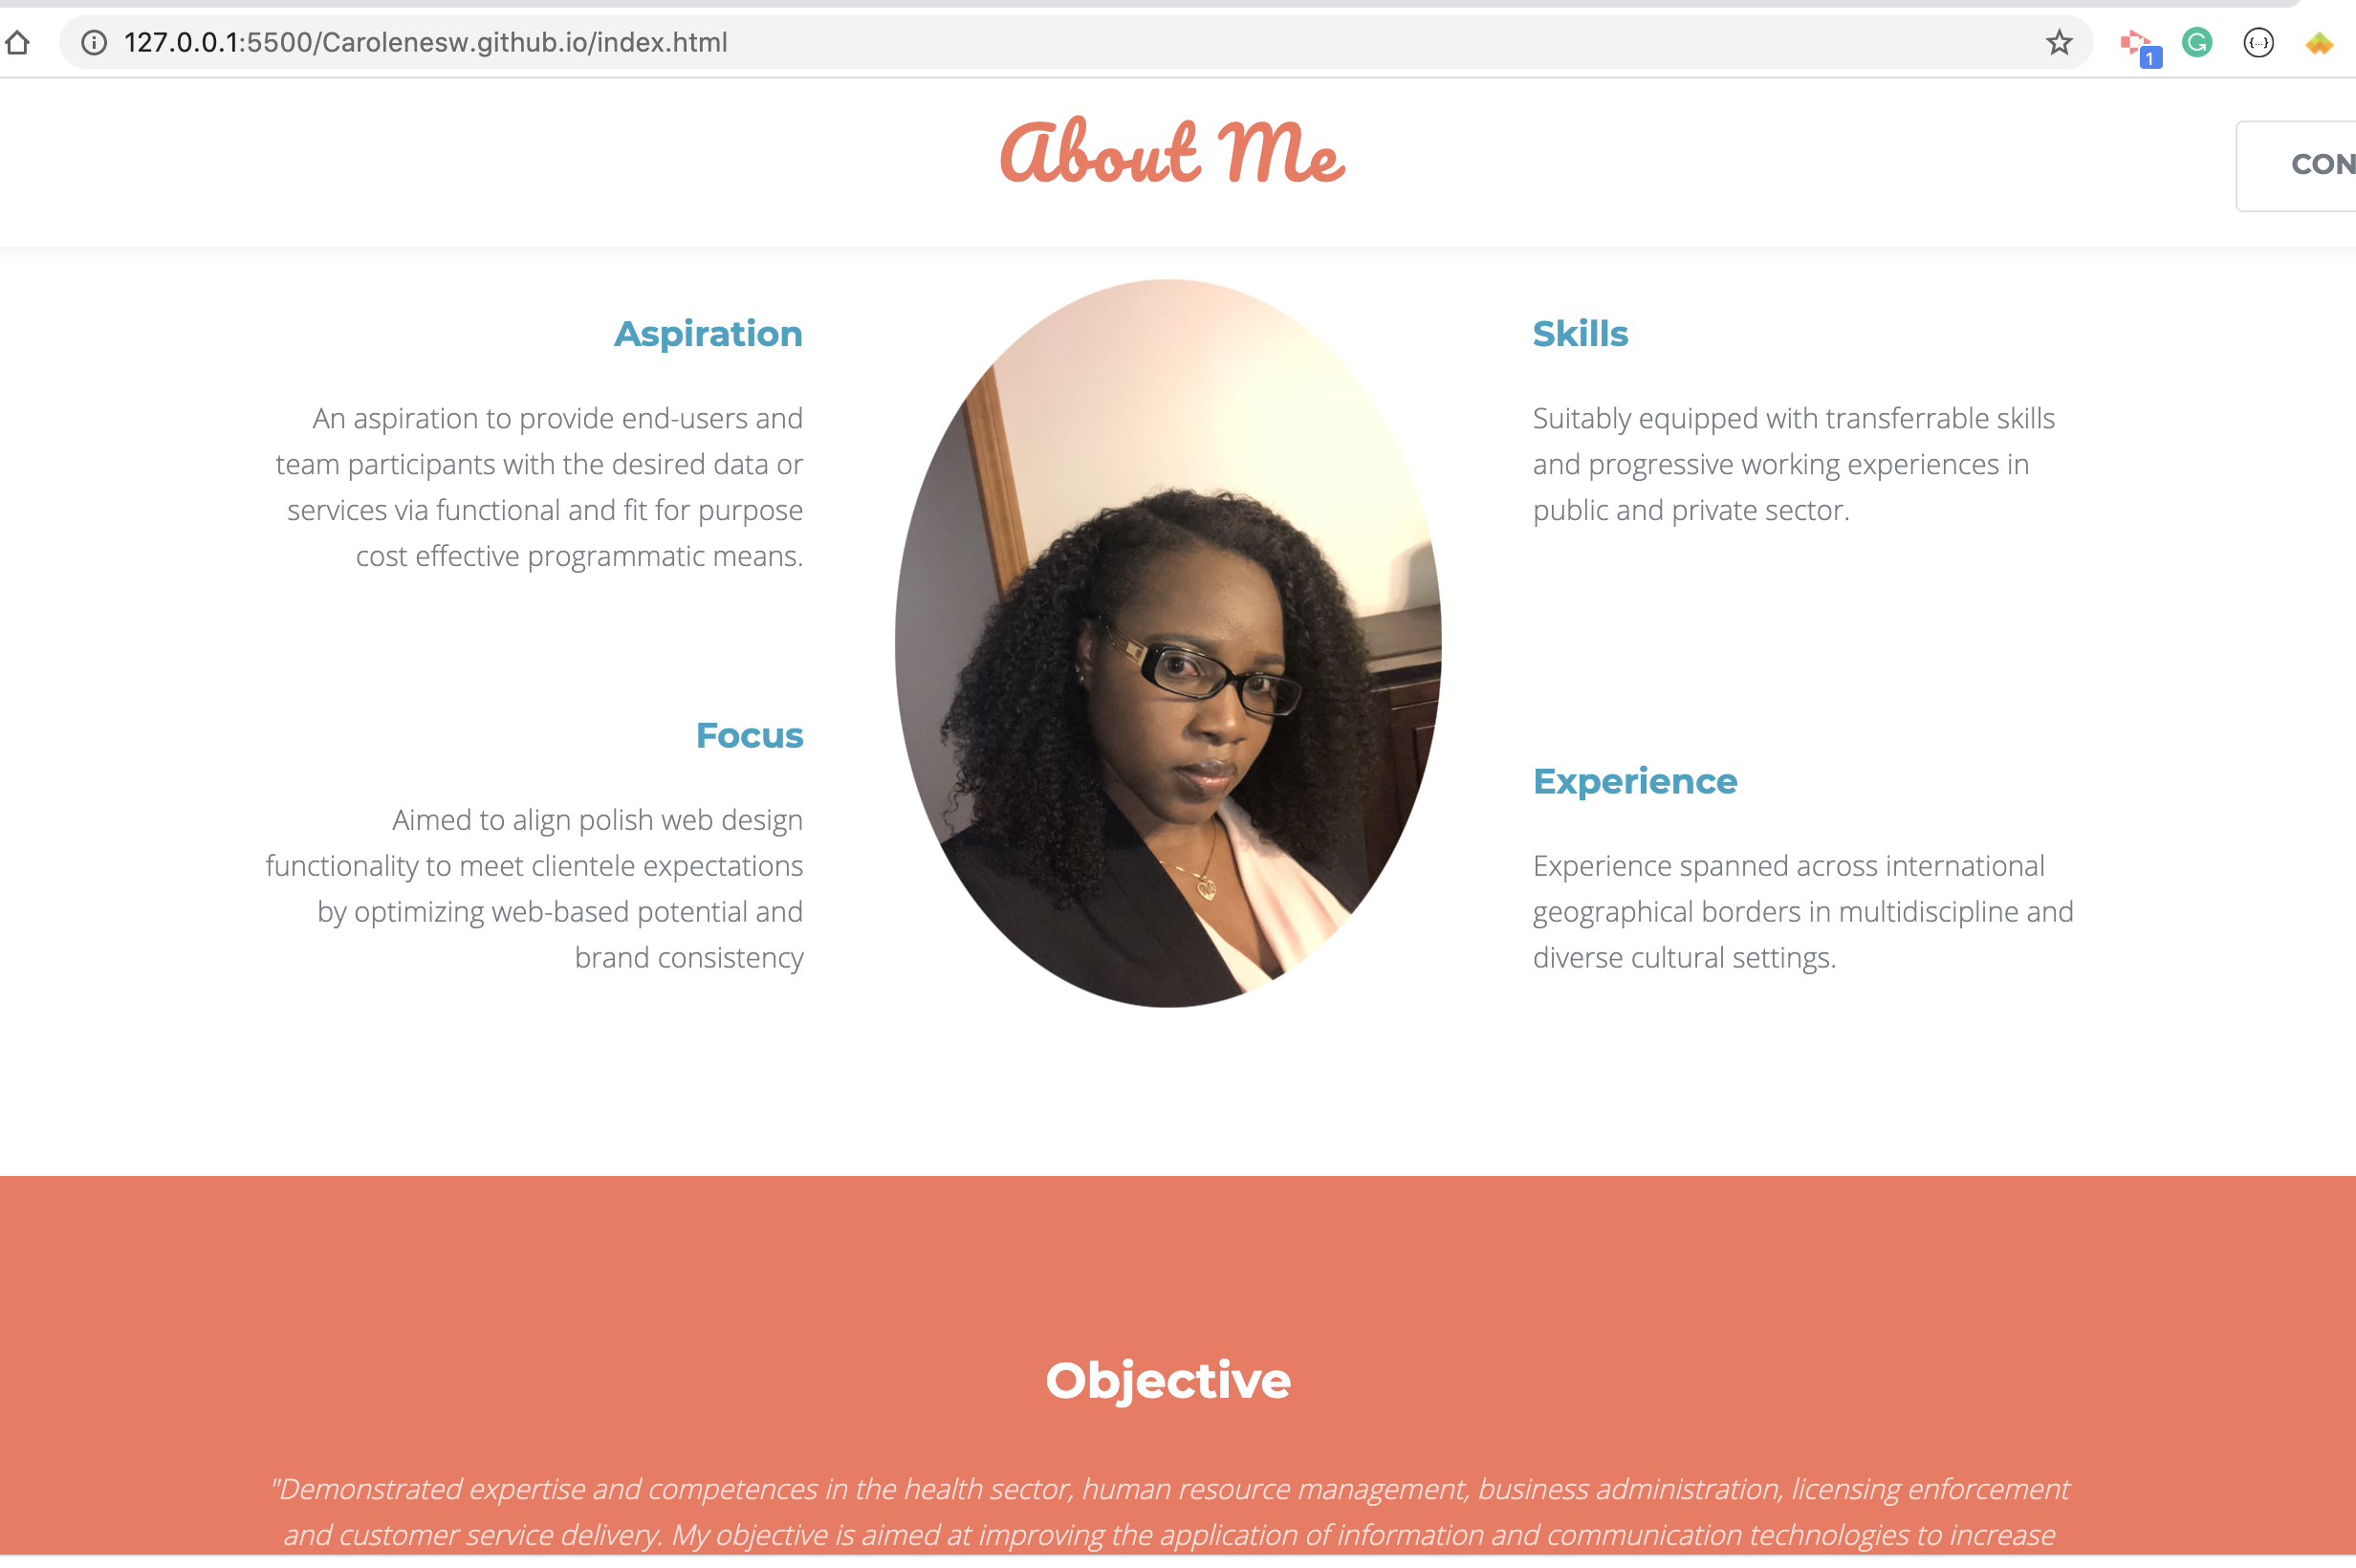 127.0.0.1:5500/Carolenesw.github.io/index.html
1
About Me
CON
Aspiration
An aspiration to provide end-users and
team participants with the desired data or
services via functional and fit for purpose
cost effective programmatic means.
Focus
Aimed to align polish web design
functionality to meet clientele expectations
by optimizing web-based potential and
brand consistency
Skills
Suitably equipped with transferrable skills
and progressive working experiences in
public and private sector.
Experience
Experience spanned across international
geographical borders in multidiscipline and
diverse cultural settings.
Objective
"Demonstrated expertise and competences in the health sector, human resource management, business administration, licensing enforcement
and customer service delivery. My objective is aimed at improving the application of information and communication technologies to increase